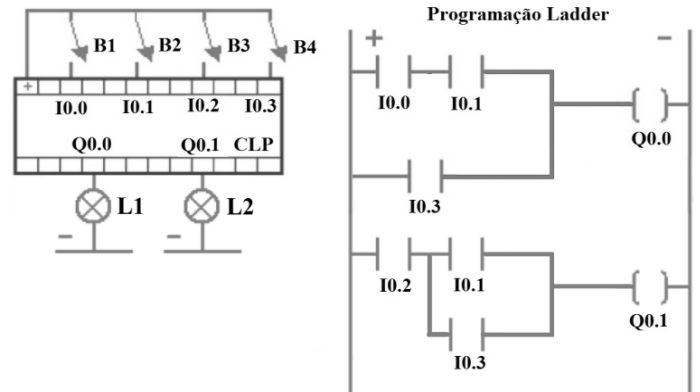 B1 B2 B3 B4
+
I0.0 I0.1 I0.2 I0.3
Q0.0 Q0.1 CLP
L1 L2
− −
Programação Ladder
+ −
I0.0 I0.1
Q0.0
I0.3
I0.2 I0.1
Q0.1
I0.3